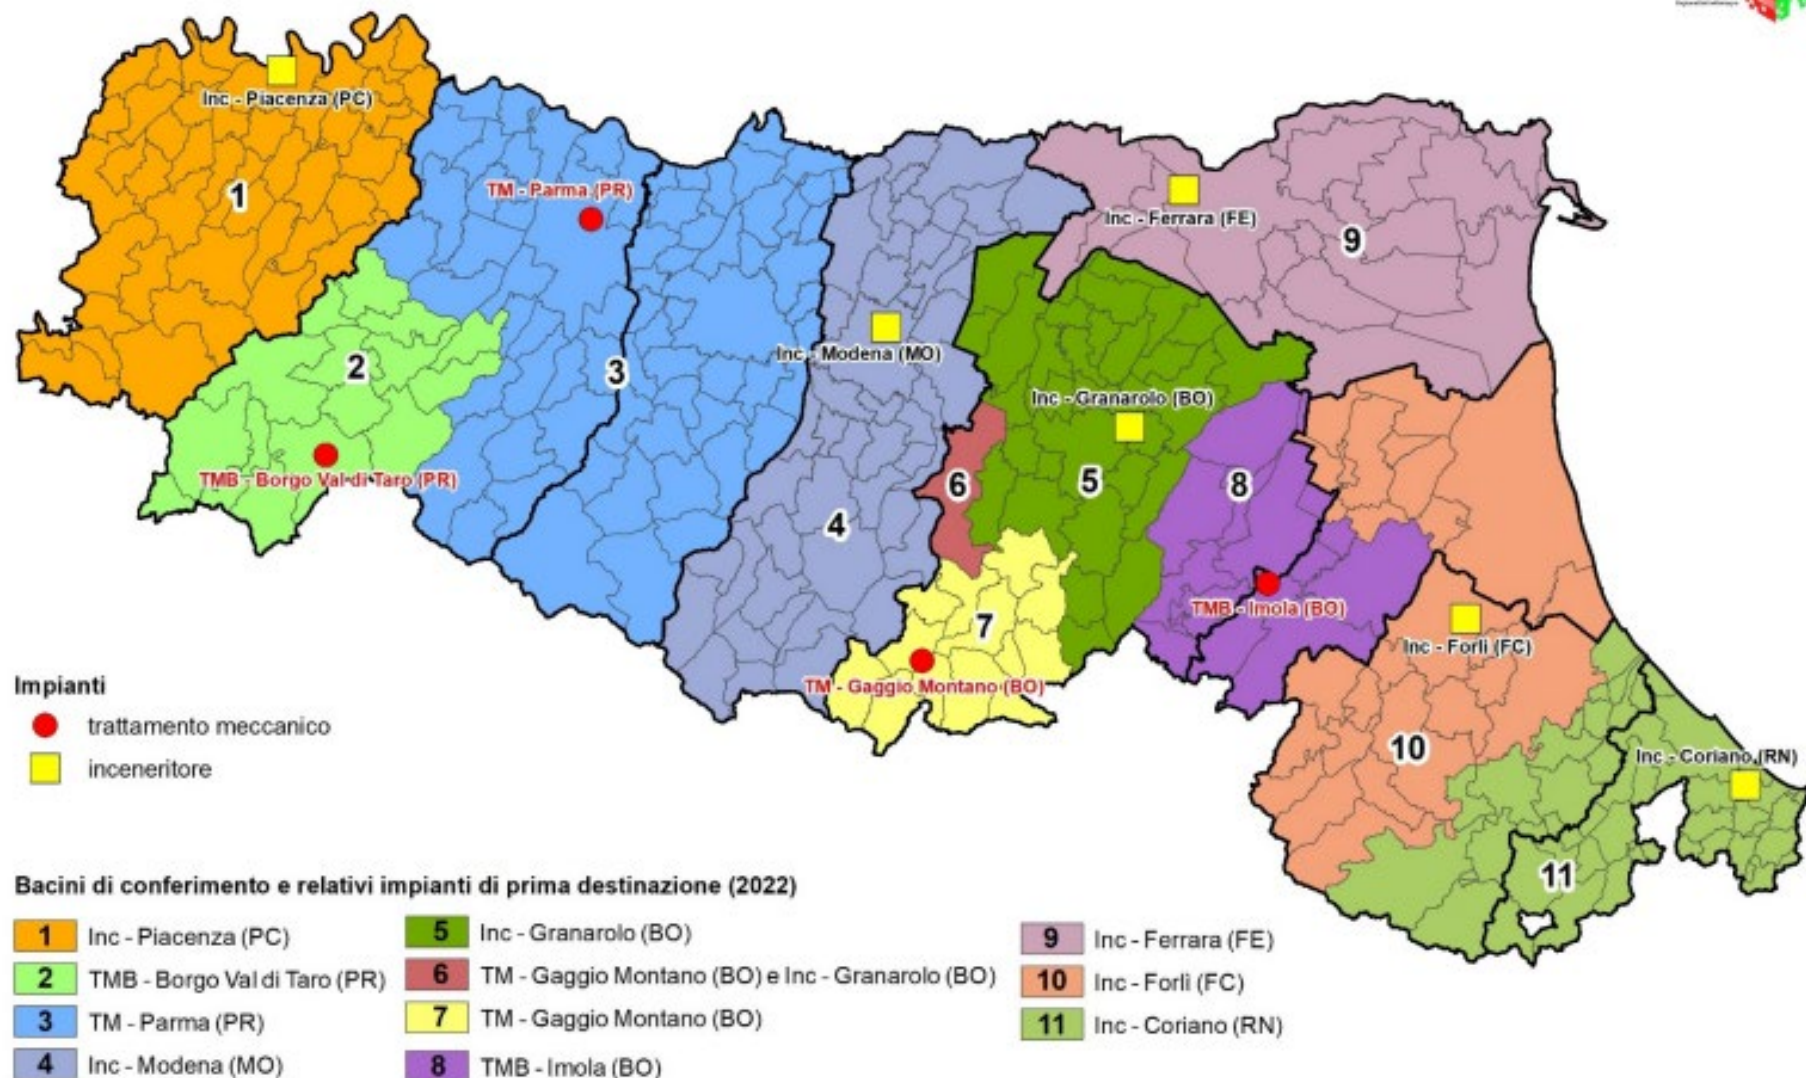 Inc - Piacenza (PC)
1
TM - Parma (PR)
Inc - Ferrara (FE)
9
2
3
Inc - Modena (MO)
Inc - Granarolo (BO)
TMB - Borgo Val di Taro (PR)
6
5
8
4
TMB - Imola (BO)
7
Inc - Forlì (FC)
TM - Gaggio Montano (BO)
10
Inc - Coriano (RN)
11
Impianti
trattamento meccanico
inceneritore
Bacini di conferimento e relativi impianti di prima destinazione (2022)
1 Inc - Piacenza (PC)
2 TMB - Borgo Val di Taro (PR)
3 TM - Parma (PR)
4 Inc - Modena (MO)
5 Inc - Granarolo (BO)
6 TM - Gaggio Montano (BO) e Inc - Granarolo (BO)
7 TM - Gaggio Montano (BO)
8 TMB - Imola (BO)
9 Inc - Ferrara (FE)
10 Inc - Forlì (FC)
11 Inc - Coriano (RN)